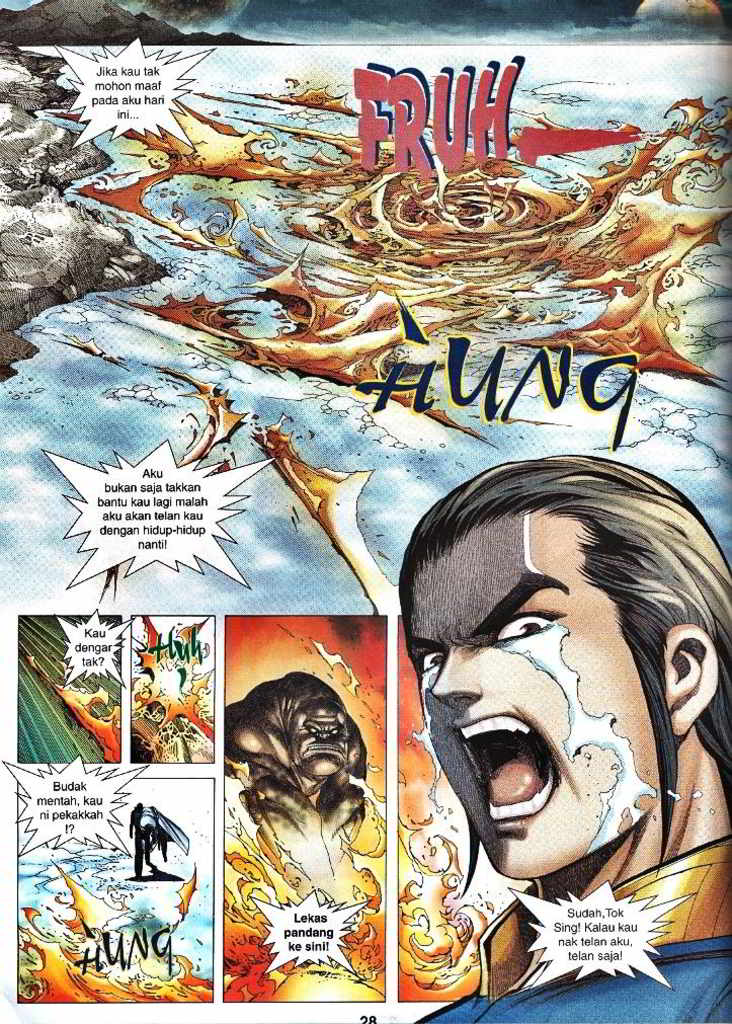 Jika kau tak
mohon maaf
pada aku hari
ini...
FRUH
HUNG
Aku
bukan saja takkan
bantu kau lagi malah
aku akan telan kau
dengan hidup-hidup
nanti!
Kau
dengar
tak?
Huh
Budak
mentah, kau
ni pekakkah
!?
HUNG
Lekas
pandang
ke sini!
Sudah,Tok
Sing! Kalau kau
nak telan aku,
telan saja!
28